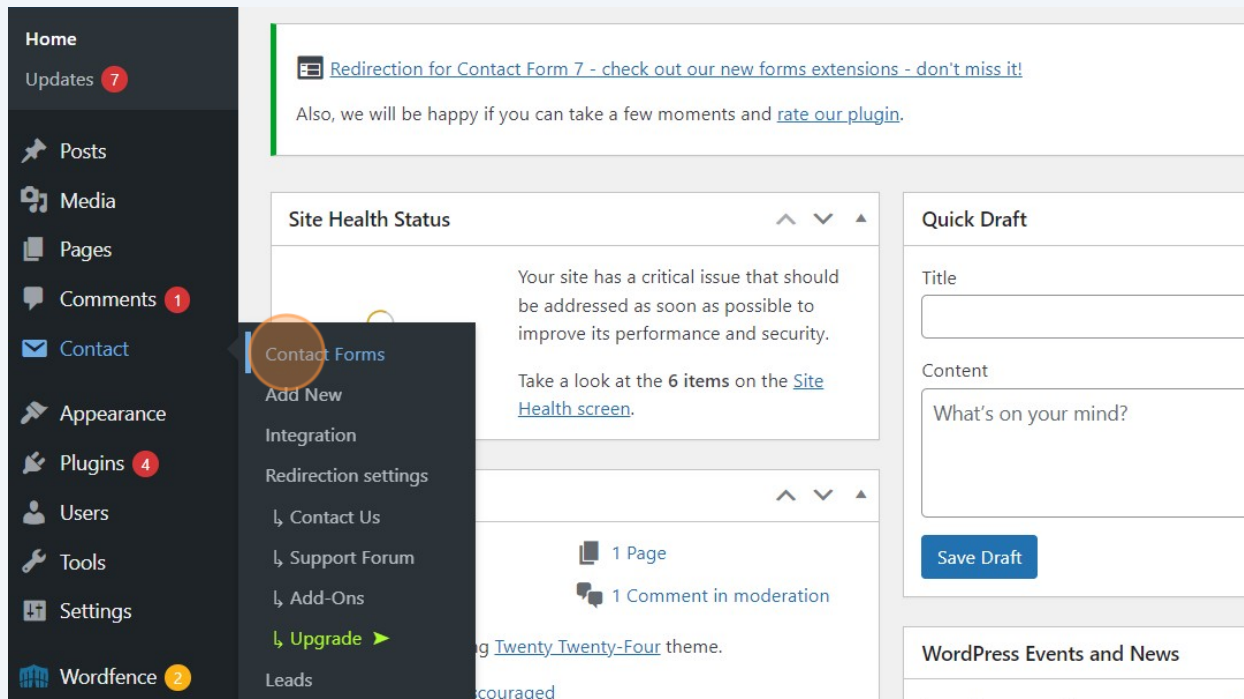 Home
Updates 7
Posts
Media
Pages
Comments 1
Contact
Appearance
Plugins 4
Users
Tools
Settings
Wordfence 2
Contact Forms
Add New
Integration
Redirection settings
Contact Us
Support Forum
Add-Ons
Upgrade
Leads
Redirection for Contact Form 7 - check out our new forms extensions - don't miss it!
Also, we will be happy if you can take a few moments and rate our plugin.
Site Health Status
Your site has a critical issue that should
be addressed as soon as possible to
improve its performance and security.
Take a look at the 6 items on the Site
Health screen.
1 Page
1 Comment in moderation
Twenty Twenty-Four theme.
Quick Draft
Title
Content
What's on your mind?
Save Draft
WordPress Events and News